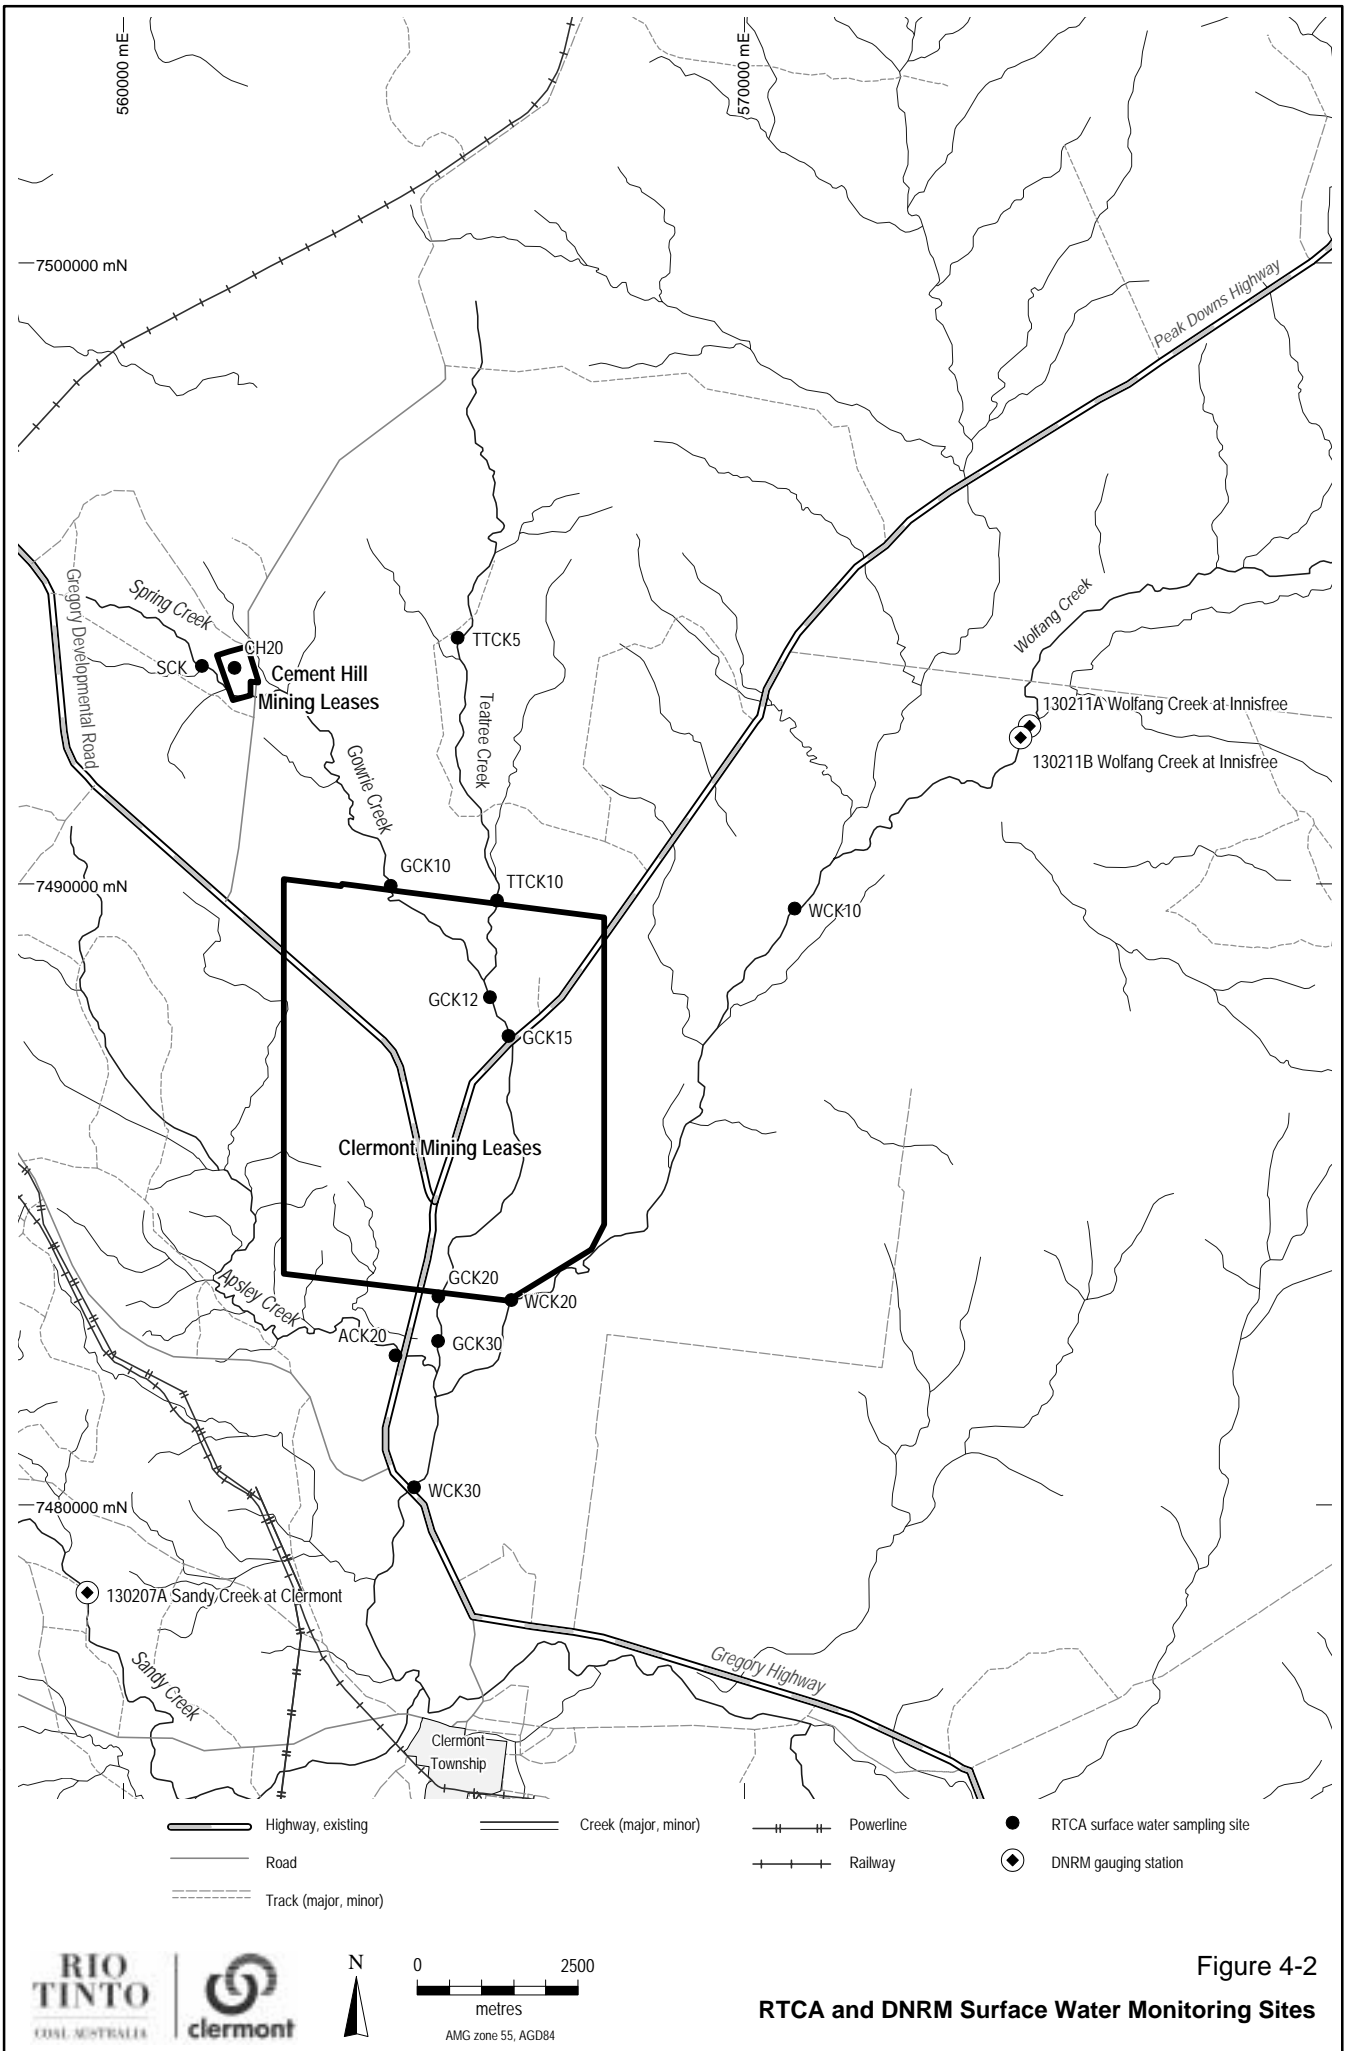 560000 mE
570000 mE
7500000 mN
Peak Downs Highway
Gregory Developmental Road
Spring Creek
Wolfang Creek
TTCK5
CH20
SCK
Cement Hill
Mining Leases
Teatree Creek
130211A Wolfang Creek at Innisfree
130211B Wolfang Creek at Innisfree
Gowrie Creek
GCK10
TTCK10
7490000 mN
WCK10
GCK12
GCK15
Clermont Mining Leases
Apsley Creek
GCK20
WCK20
ACK20
GCK30
WCK30
7480000 mN
130207A Sandy Creek at Clermont
Sandy Creek
Gregory Highway
Clermont
Township
Highway, existing
Creek (major, minor)
Powerline
RTCA surface water sampling site
Road
Railway
DNRM gauging station
Track (major, minor)
RIO
TINTO
COAL AUSTRALIA
clermont
N
0 2500
metres
AMG zone 55, AGD84
Figure 4-2
RTCA and DNRM Surface Water Monitoring Sites